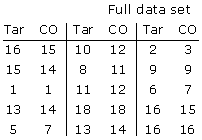 Full data set
Tar CO Tar CO Tar CO
16 15 10 12 2 3
15 14 8 11 9 9
1 1 11 12 6 7
13 14 18 18 16 15
5 7 13 14 16 16